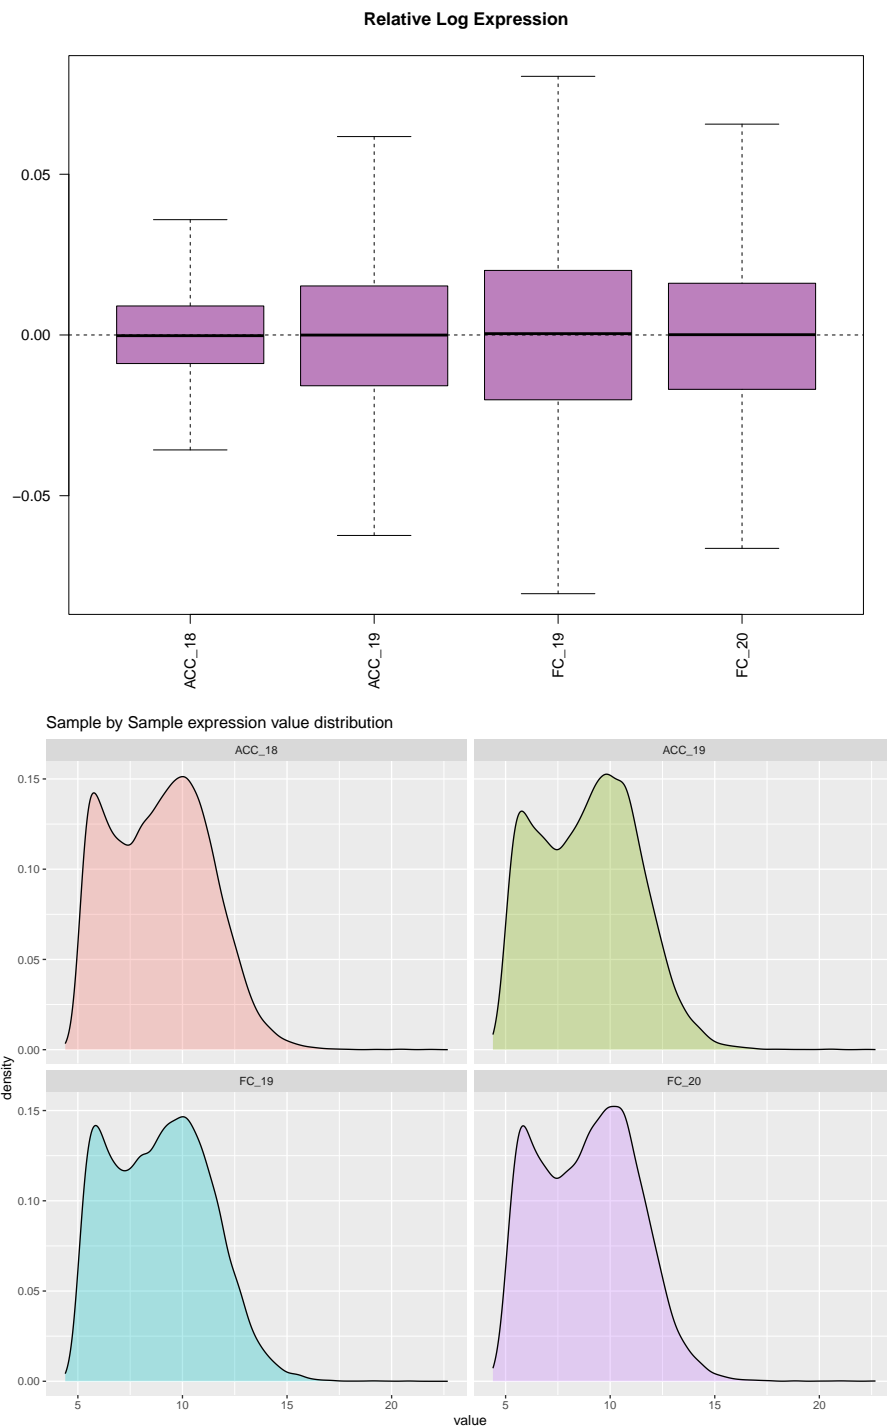 Relative Log Expression
0.05
0.00
−0.05
ACC_18
ACC_19
FC_19
FC_20
Sample by Sample expression value distribution
ACC_18
ACC_19
0.15
0.10
0.05
0.00
density
FC_19
FC_20
0.15
0.10
0.05
0.00
5
10
15
20
5
10
15
20
value